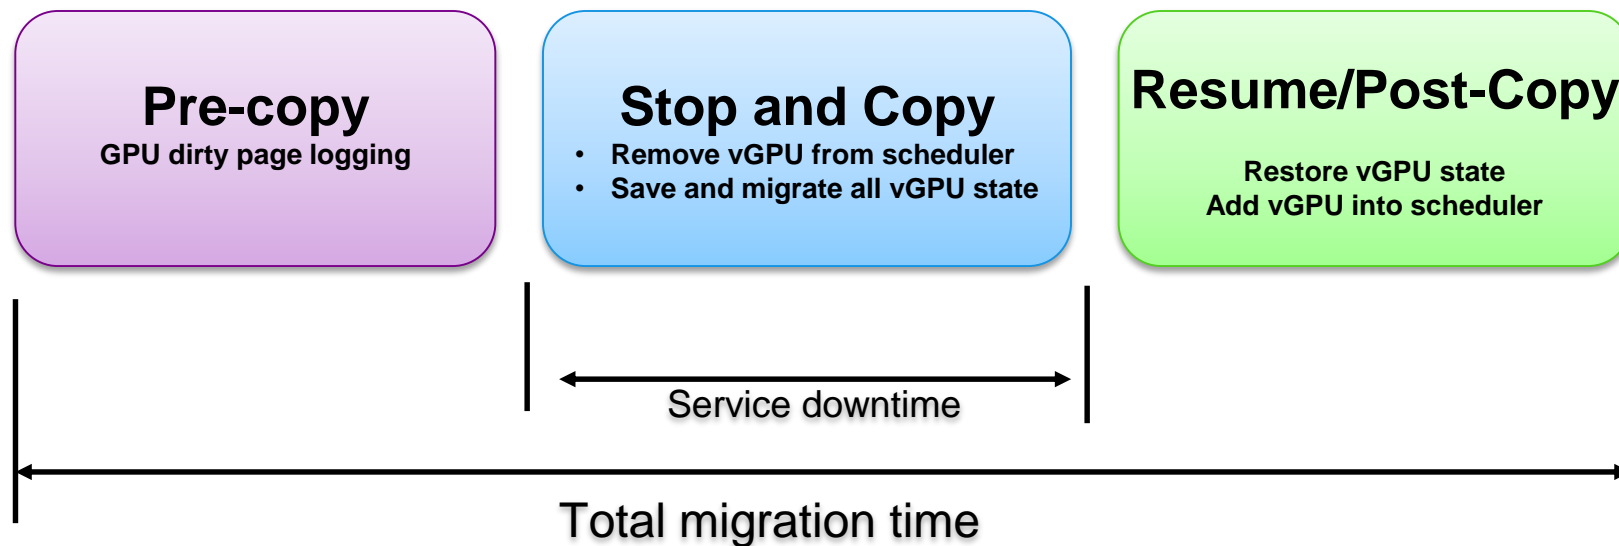 Pre-copy
GPU dirty page logging
Stop and Copy
• Remove vGPU from scheduler
• Save and migrate all vGPU state
Resume/Post-Copy
Restore vGPU state
Add vGPU into scheduler
Service downtime
Total migration time